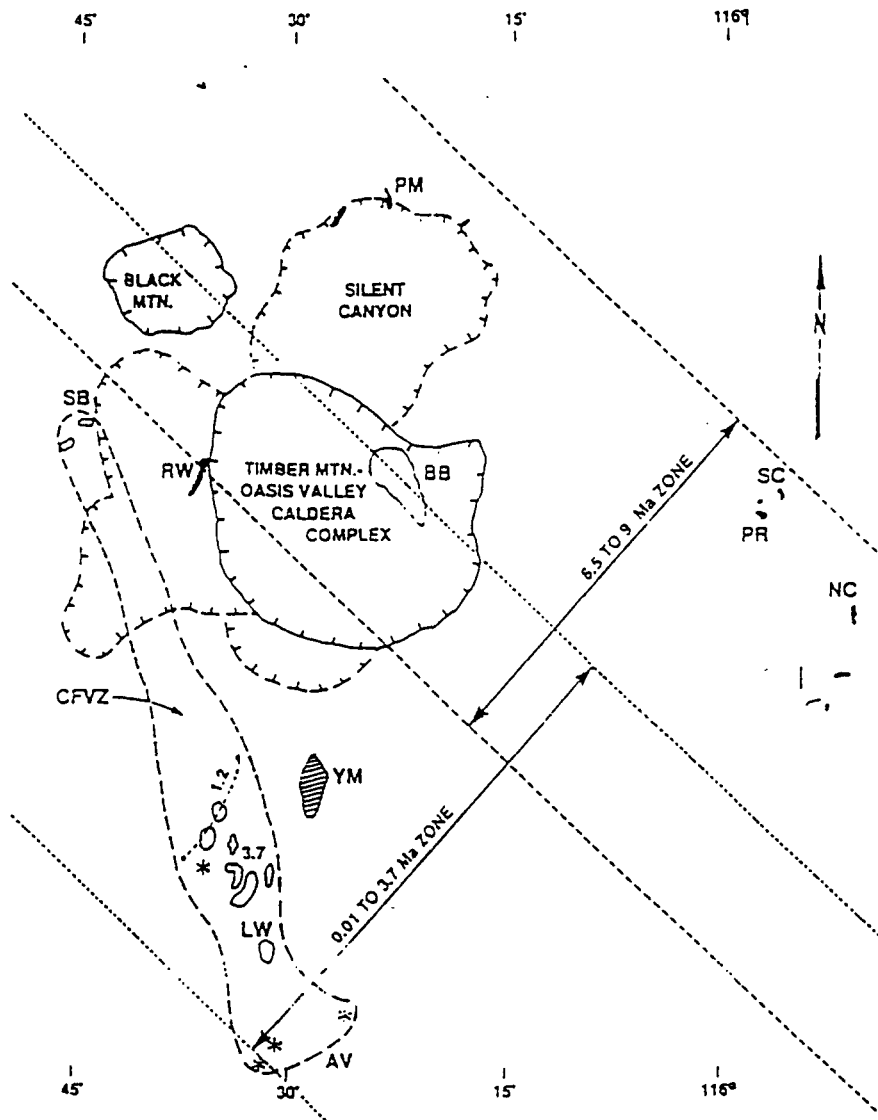 45'
30'
15'
116º
PM
BLACK
MTN.
SILENT
CANYON
N
SB
RW
TIMBER MTN.-
OASIS VALLEY
CALDERA
COMPLEX
BB
SC
PR
6.5 TO 9 Ma ZONE
NC
CFVZ
YM
1.2
3.7
0.01 TO 3.7 Ma ZONE
LW
AV
45'
30'
15'
116º